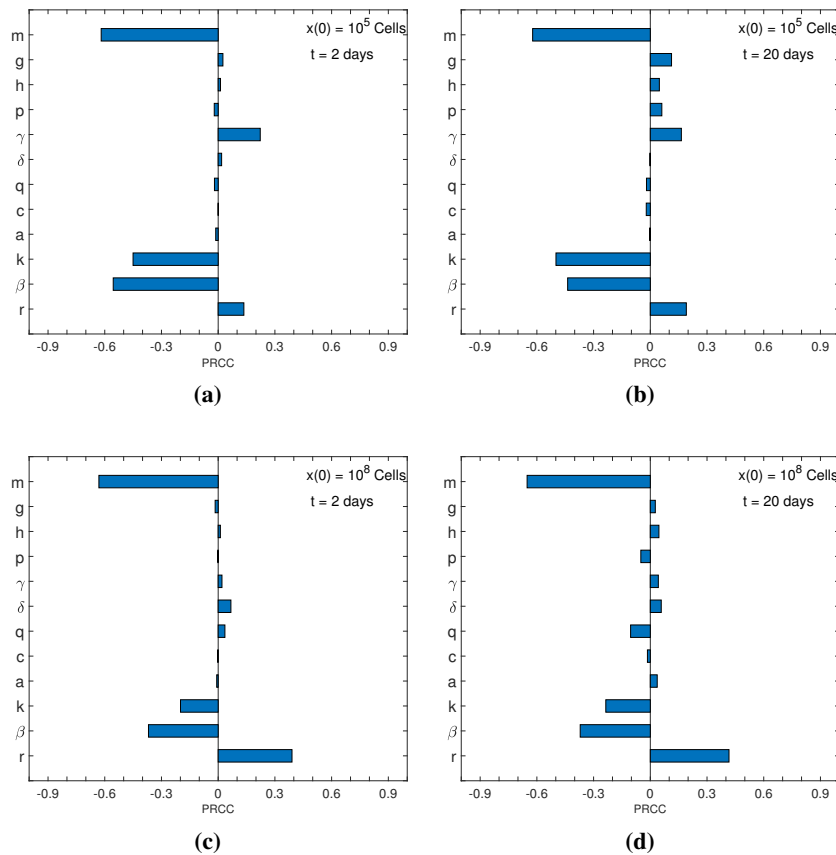 x(0) = 10^5 Cells
t = 2 days
m
g
h
p
γ
δ
q
c
a
k
β
r
-0.9 -0.6 -0.3 0 0.3 0.6 0.9
PRCC
(a)
x(0) = 10^5 Cells
t = 20 days
m
g
h
p
γ
δ
q
c
a
k
β
r
-0.9 -0.6 -0.3 0 0.3 0.6 0.9
PRCC
(b)
x(0) = 10^8 Cells
t = 2 days
m
g
h
p
γ
δ
q
c
a
k
β
r
-0.9 -0.6 -0.3 0 0.3 0.6 0.9
PRCC
(c)
x(0) = 10^8 Cells
t = 20 days
m
g
h
p
γ
δ
q
c
a
k
β
r
-0.9 -0.6 -0.3 0 0.3 0.6 0.9
PRCC
(d)